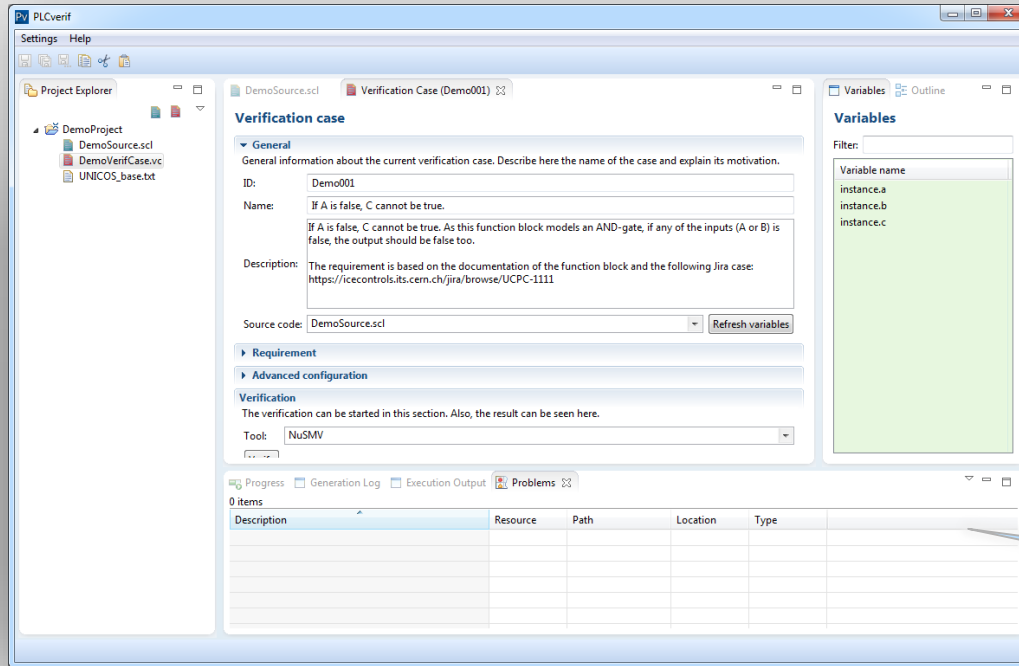 Pv PLCverif
Settings Help
Project Explorer
DemoProject
DemoSource.scl
DemoVerifCase.vc
UNICOS_base.txt
DemoSource.scl Verification Case (Demo001)
Verification case
General
General information about the current verification case. Describe here the name of the case and explain its motivation.
ID: Demo001
Name: If A is false, C cannot be true.
If A is false, C cannot be true. As this function block models an AND-gate, if any of the inputs (A or B) is
false, the output should be false too.
Description:
The requirement is based on the documentation of the function block and the following Jira case:
https://icecontrols.its.cern.ch/jira/browse/UCPC-1111
Source code: DemoSource.scl Refresh variables
Requirement
Advanced configuration
Verification
The verification can be started in this section. Also, the result can be seen here.
Tool: NuSMV
Variables Outline
Variables
Filter:
Variable name
instance.a
instance.b
instance.c
Progress Generation Log Execution Output Problems
0 items
Description Resource Path Location Type